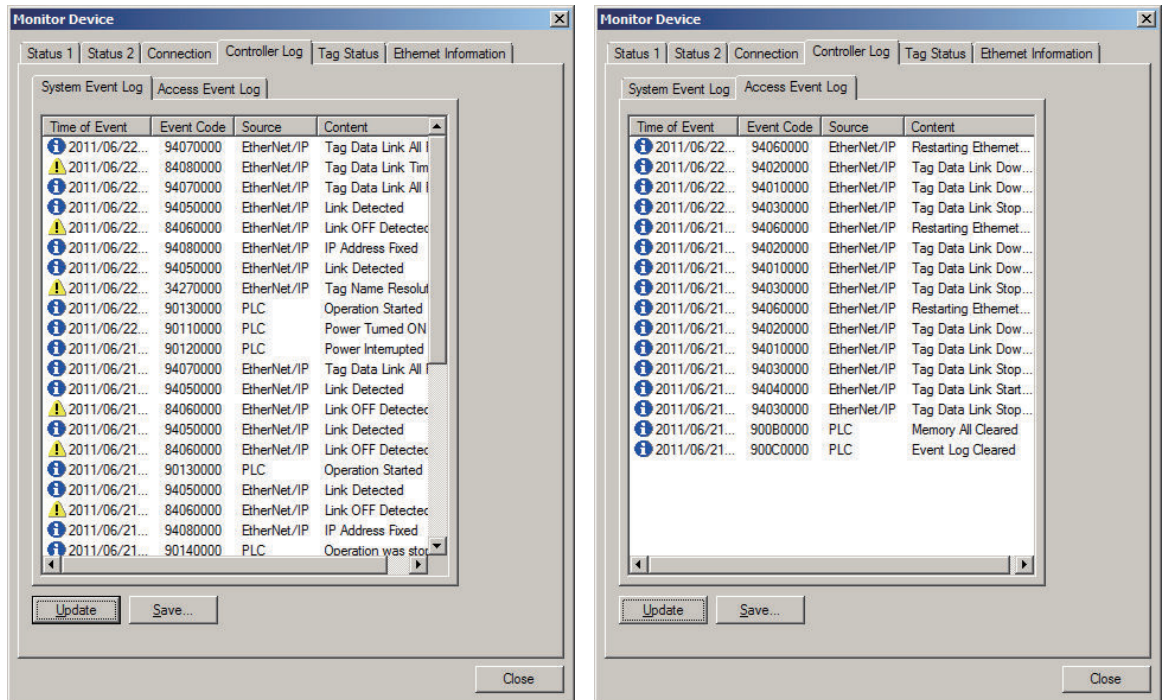 Monitor Device
Status 1 Status 2 Connection Controller Log Tag Status Ethernet Information
System Event Log Access Event Log
Time of Event Event Code Source Content
2011/06/22... 94070000 EtherNet/IP Tag Data Link All
2011/06/22... 84080000 EtherNet/IP Tag Data Link Tim
2011/06/22... 94070000 EtherNet/IP Tag Data Link All
2011/06/22... 94050000 EtherNet/IP Link Detected
2011/06/22... 84060000 EtherNet/IP Link OFF Detected
2011/06/22... 94080000 EtherNet/IP IP Address Fixed
2011/06/22... 94050000 EtherNet/IP Link Detected
2011/06/22... 34270000 EtherNet/IP Tag Name Resolut
2011/06/22... 90130000 PLC Operation Started
2011/06/22... 90110000 PLC Power Turned ON
2011/06/21... 90120000 PLC Power Interrupted
2011/06/21... 94070000 EtherNet/IP Tag Data Link All
2011/06/21... 94050000 EtherNet/IP Link Detected
2011/06/21... 84060000 EtherNet/IP Link OFF Detected
2011/06/21... 94050000 EtherNet/IP Link Detected
2011/06/21... 84060000 EtherNet/IP Link OFF Detected
2011/06/21... 90130000 PLC Operation Started
2011/06/21... 94050000 EtherNet/IP Link Detected
2011/06/21... 84060000 EtherNet/IP Link OFF Detected
2011/06/21... 94080000 EtherNet/IP IP Address Fixed
2011/06/21... 90140000 PLC Operation was stop
Update Save...
Close
Monitor Device
Status 1 Status 2 Connection Controller Log Tag Status Ethernet Information
System Event Log Access Event Log
Time of Event Event Code Source Content
2011/06/22... 94060000 EtherNet/IP Restarting Ethernet...
2011/06/22... 94020000 EtherNet/IP Tag Data Link Dow...
2011/06/22... 94010000 EtherNet/IP Tag Data Link Dow...
2011/06/22... 94030000 EtherNet/IP Tag Data Link Stop...
2011/06/21... 94060000 EtherNet/IP Restarting Ethernet...
2011/06/21... 94020000 EtherNet/IP Tag Data Link Dow...
2011/06/21... 94010000 EtherNet/IP Tag Data Link Dow...
2011/06/21... 94030000 EtherNet/IP Tag Data Link Stop...
2011/06/21... 94060000 EtherNet/IP Restarting Ethernet...
2011/06/21... 94020000 EtherNet/IP Tag Data Link Dow...
2011/06/21... 94010000 EtherNet/IP Tag Data Link Dow...
2011/06/21... 94030000 EtherNet/IP Tag Data Link Stop...
2011/06/21... 94040000 EtherNet/IP Tag Data Link Start...
2011/06/21... 94030000 EtherNet/IP Tag Data Link Stop...
2011/06/21... 900B0000 PLC Memory All Cleared
2011/06/21... 900C0000 PLC Event Log Cleared
Update Save...
Close